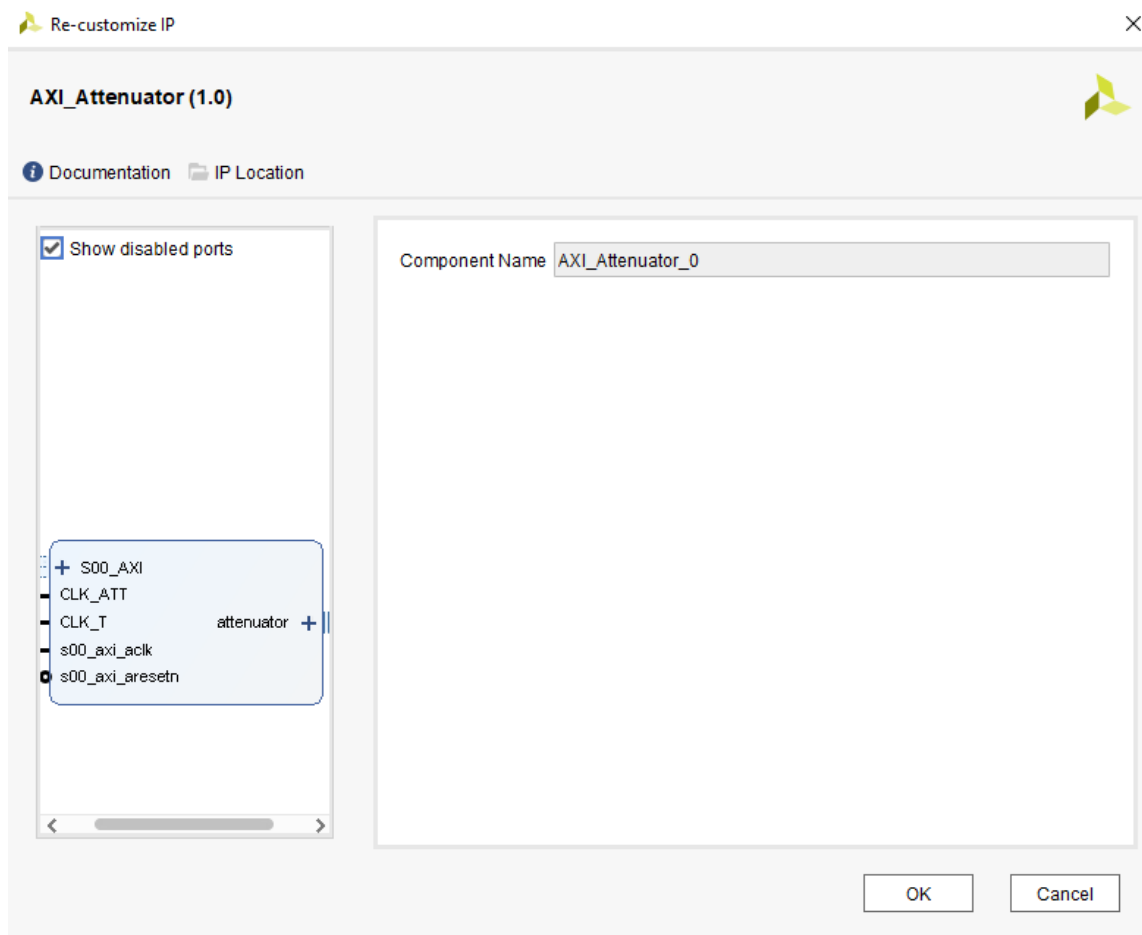 Re-customize IP
AXI_Attenuator (1.0)
Documentation IP Location
Show disabled ports
Component Name AXI_Attenuator_0
S00_AXI
CLK_ATT
CLK_T attenuator
s00_axi_aclk
s00_axi_aresetn
OK Cancel